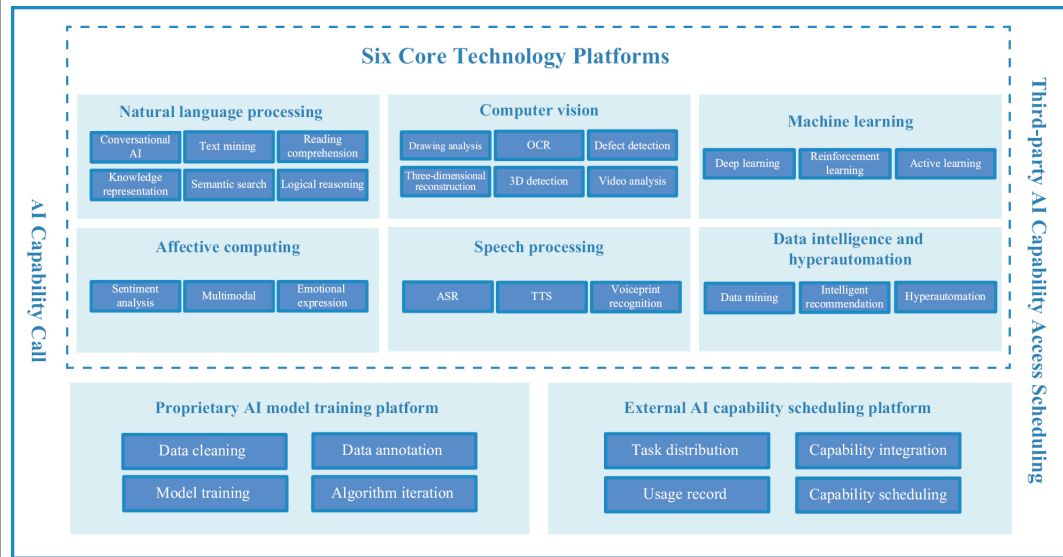 Six Core Technology Platforms
Natural language processing
Conversational
AI
Text mining
Reading
comprehension
Knowledge
representation
Semantic search
Logical reasoning
Computer vision
Drawing analysis
OCR
Defect detection
Three-dimensional
reconstruction
3D detection
Video analysis
Machine learning
Deep learning
Reinforcement
learning
Active learning
Affective computing
Sentiment
analysis
Multimodal
Emotional
expression
Speech processing
ASR
TTS
Voiceprint
recognition
Data intelligence and
hyperautomation
Data mining
Intelligent
recommendation
Hyperautomation
AI Capability Call
Third-party AI Capability Access Scheduling
Proprietary AI model training platform
Data cleaning
Data annotation
Model training
Algorithm iteration
External AI capability scheduling platform
Task distribution
Capability integration
Usage record
Capability scheduling